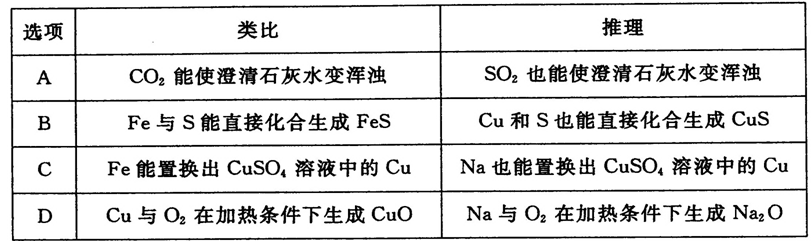 选项 类比 推理
A CO₂ 能使澄清石灰水变浑浊 SO₂ 也能使澄清石灰水变浑浊
B Fe 与 S 能直接化合生成 FeS Cu 和 S 也能直接化合生成 CuS
C Fe 能置换出 CuSO₄ 溶液中的 Cu Na 也能置换出 CuSO₄ 溶液中的 Cu
D Cu 与 O₂ 在加热条件下生成 CuO Na 与 O₂ 在加热条件下生成 Na₂O